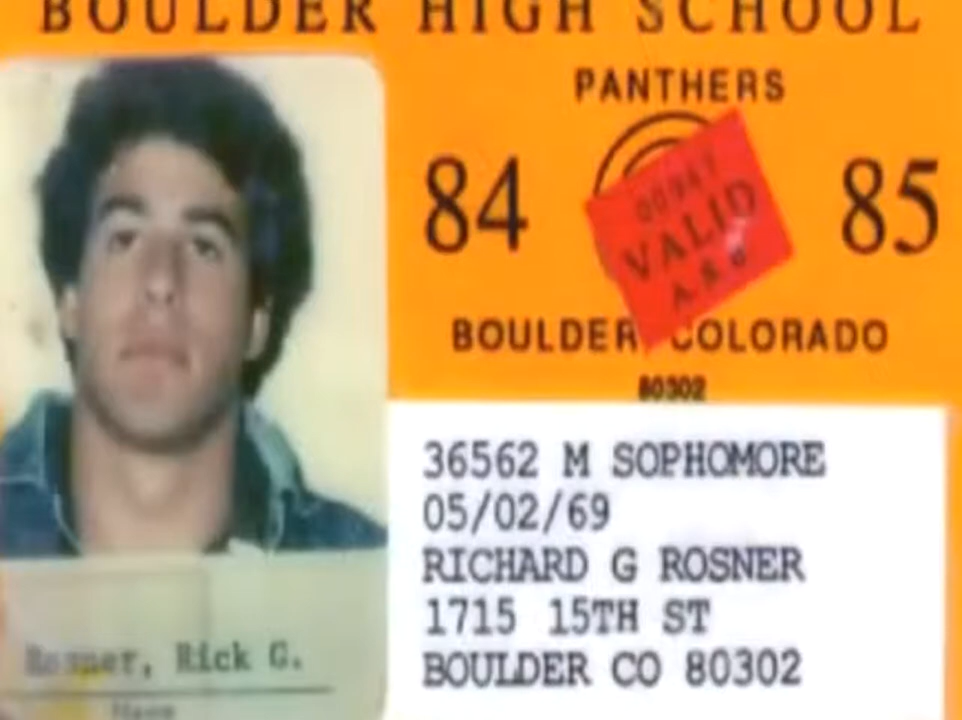 BOULDER HIGH SCHOOL
PANTHERS
84 85
VALID
BOULDER COLORADO
80302
36562 M SOPHOMORE
05/02/69
RICHARD G ROSNER
1715 15TH ST
BOULDER CO 80302
Rosner, Rick G.
Name